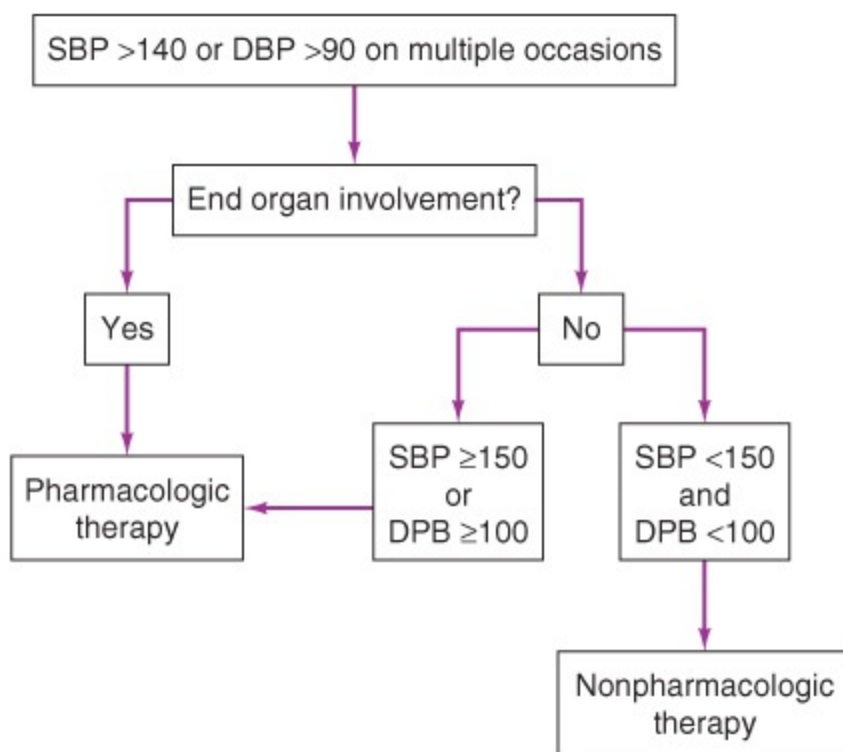 SBP >140 or DBP >90 on multiple occasions
End organ involvement?
Yes
No
Pharmacologic
therapy
SBP ≥150
or
DPB ≥100
SBP <150
and
DPB <100
Nonpharmacologic
therapy